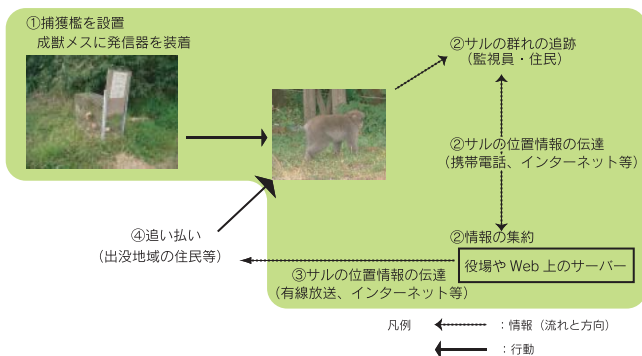 ①捕獲檻を設置
成獣メスに発信器を装着
②サルの群れの追跡
(監視員・住民)
②サルの位置情報の伝達
(携帯電話、インターネット等)
④追い払い
(出没地域の住民等)
②情報の集約
役場や Web 上のサーバー
③サルの位置情報の伝達
(有線放送、インターネット等)
凡例
:情報(流れと方向)
:行動